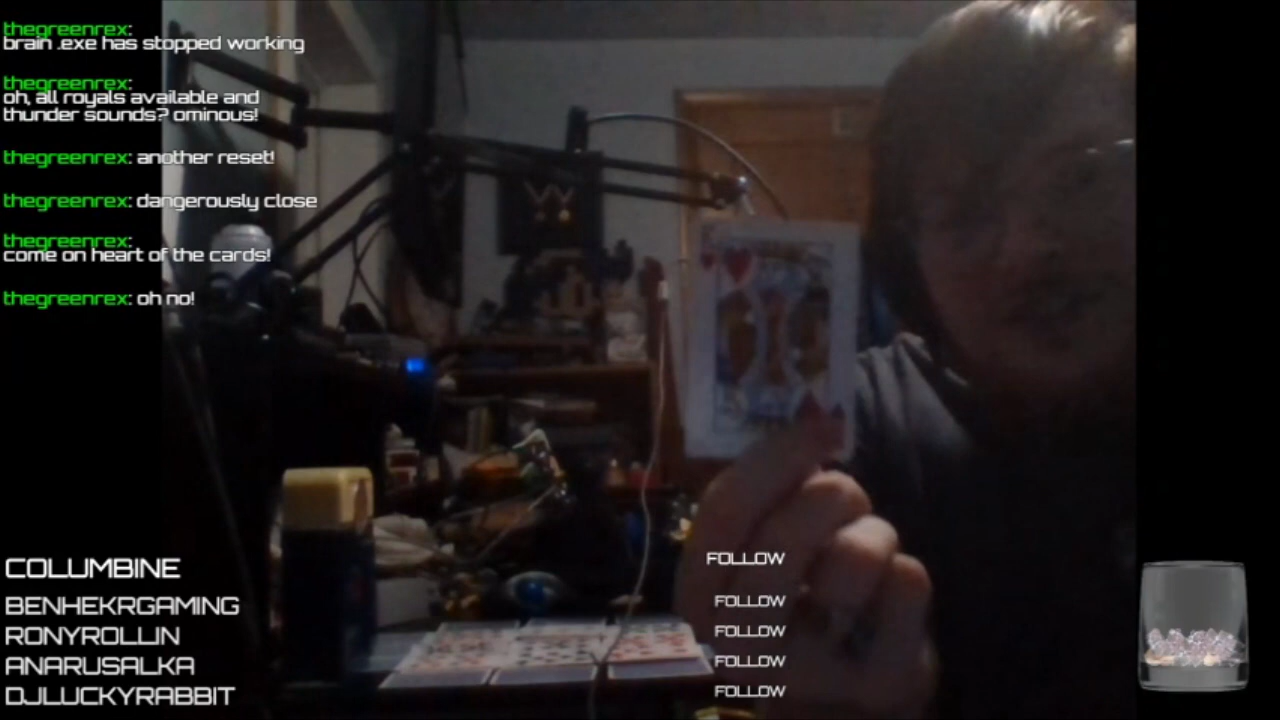 thegreenrex:
brain .exe has stopped working
thegreenrex:
oh, all royals available and
thunder sounds? ominous!
thegreenrex: another reset!
thegreenrex: dangerously close
thegreenrex:
come on heart of the cards!
thegreenrex: oh no!
COLUMBINE FOLLOW
BENHEKRGAMING FOLLOW
RONYROLLIN FOLLOW
ANARUSALKA FOLLOW
DJLUCKYRABBIT FOLLOW